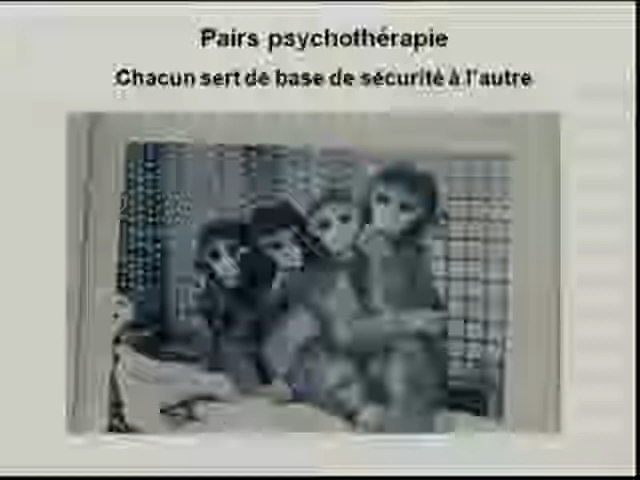 Pairs psychothérapie
Chacun sert de base de sécurité à l'autre